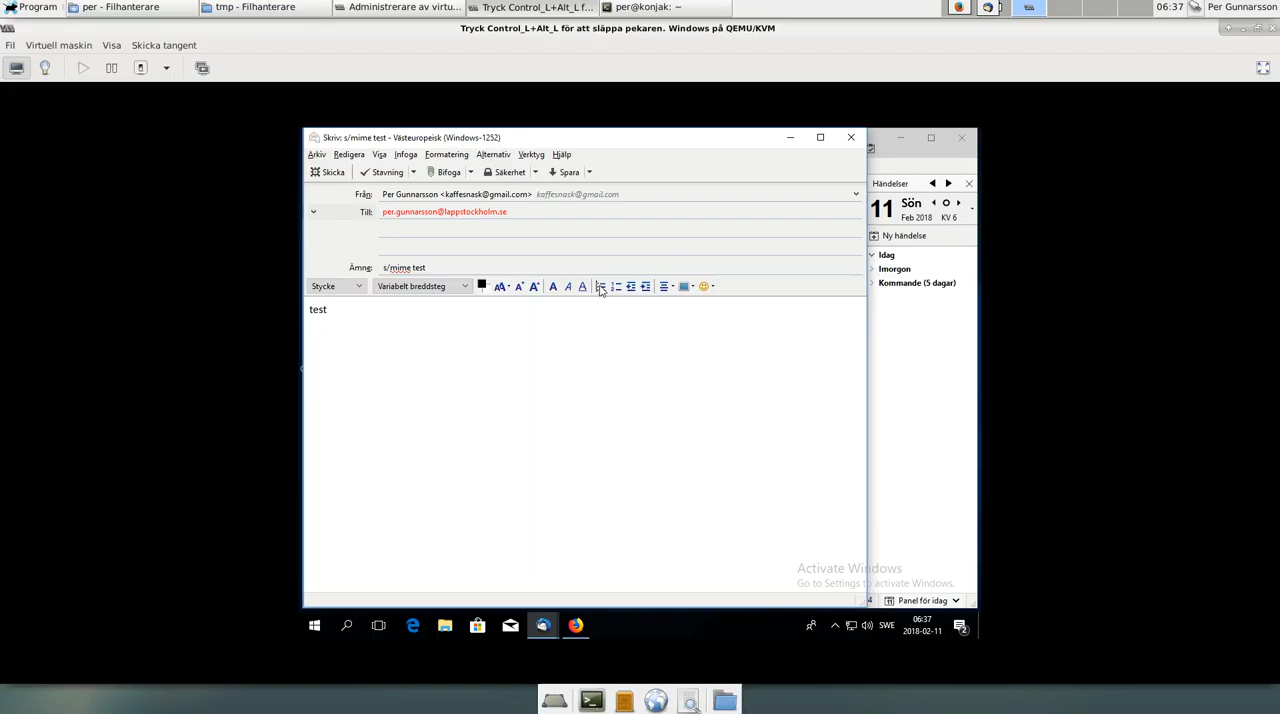 Program per - Filhanterare tmp - Filhanterare Administrerare av virtu... Tryck Control_L+Alt_L f... per@konjak: ~ 06:37 Per Gunnarsson
Tryck Control_L+Alt_L för att släppa pekaren. Windows på QEMU/KVM
Fil Virtuell maskin Visa Skicka tangent
Skriv: s/mime test - Västeuropeisk (Windows-1252)
Arkiv Redigera Visa Infoga Formatering Alternativ Verktyg Hjälp
Skicka Stavning Bifoga Säkerhet Spara
Från: Per Gunnarsson <kaffesnask@gmail.com> kaffesnask@gmail.com
Till: per.gunnarsson@lappstockholm.se
Ämne: s/mime test
Stycke Variabelt breddsteg
test
Händelser
11 Sön
Feb 2018 KV 6
Ny händelse
Idag
Imorgon
Kommande (5 dagar)
Activate Windows
Go to Settings to activate Windows.
4 Panel för idag
SWE 06:37
2018-02-11 2